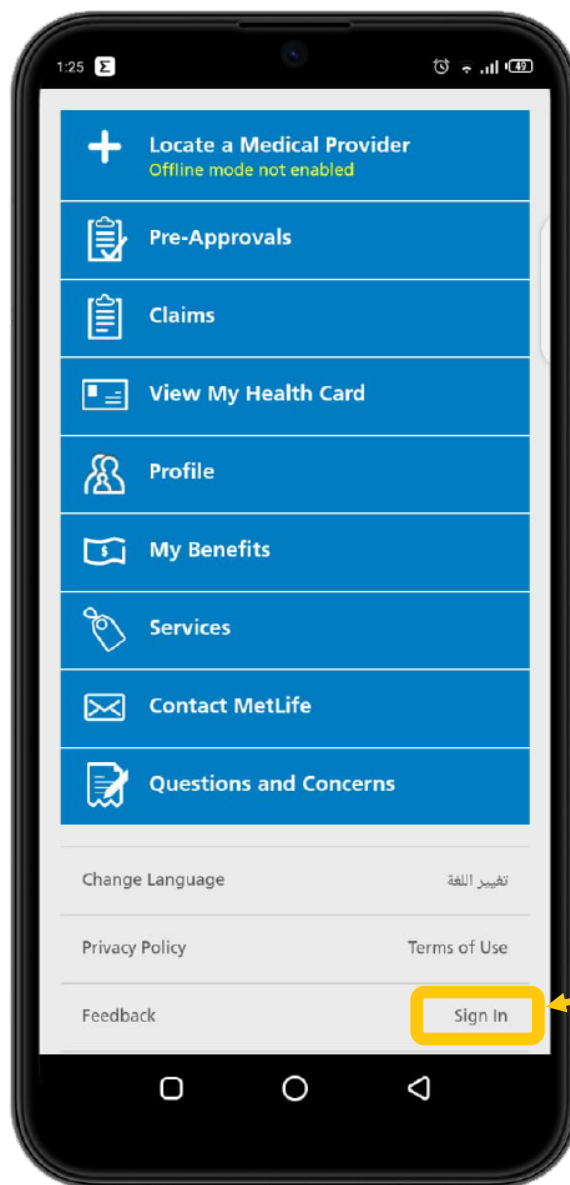 1:25 Σ 49
Locate a Medical Provider
Offline mode not enabled
Pre-Approvals
Claims
View My Health Card
Profile
My Benefits
Services
Contact MetLife
Questions and Concerns
Change Language تغيير اللغة
Privacy Policy Terms of Use
Feedback Sign In